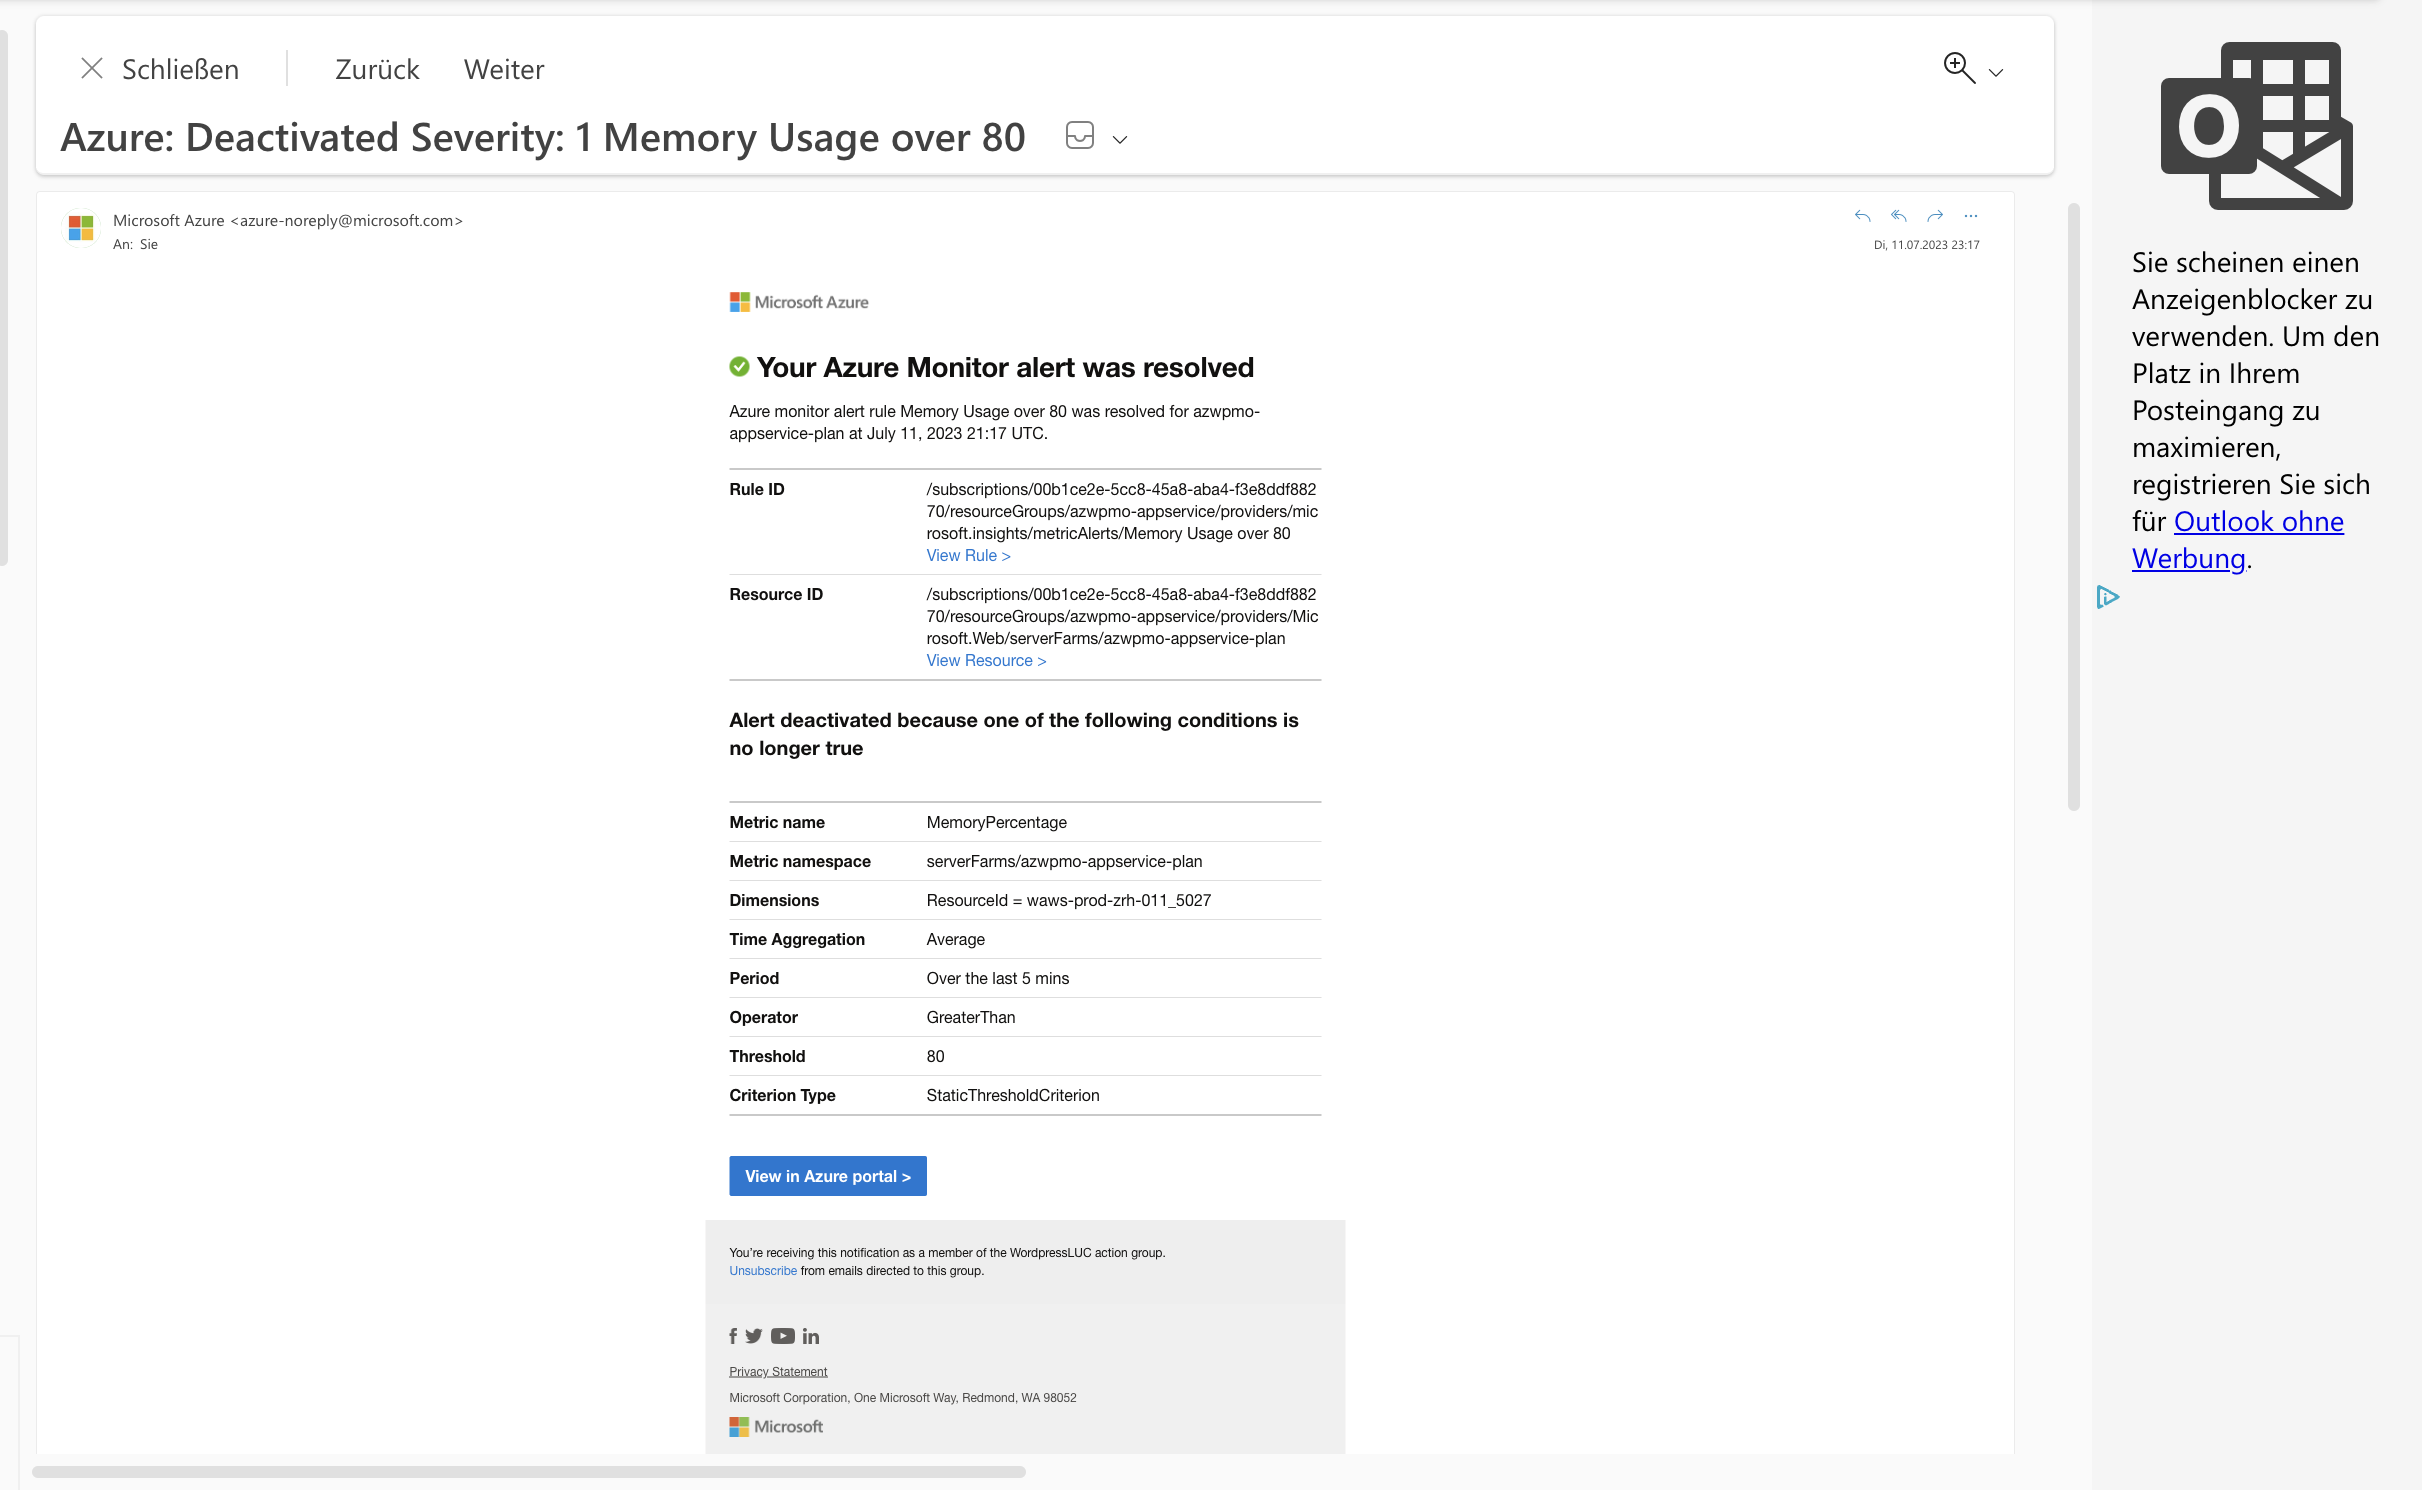 Schließen
Zurück
Weiter
Azure: Deactivated Severity: 1 Memory Usage over 80
Microsoft Azure <azure-noreply@microsoft.com>
An: Sie
Di, 11.07.2023 23:17
Microsoft Azure
Your Azure Monitor alert was resolved
Azure monitor alert rule Memory Usage over 80 was resolved for azwpmo-
appservice-plan at July 11, 2023 21:17 UTC.
Rule ID
/subscriptions/00b1ce2e-5cc8-45a8-aba4-f3e8ddf882
70/resourceGroups/azwpmo-appservice/providers/mic
rosoft.insights/metricAlerts/Memory Usage over 80
View Rule >
Resource ID
/subscriptions/00b1ce2e-5cc8-45a8-aba4-f3e8ddf882
70/resourceGroups/azwpmo-appservice/providers/Mic
rosoft.Web/serverFarms/azwpmo-appservice-plan
View Resource >
Alert deactivated because one of the following conditions is
no longer true
Metric name MemoryPercentage
Metric namespace serverFarms/azwpmo-appservice-plan
Dimensions ResourceId = waws-prod-zrh-011_5027
Time Aggregation Average
Period Over the last 5 mins
Operator GreaterThan
Threshold 80
Criterion Type StaticThresholdCriterion
View in Azure portal >
You're receiving this notification as a member of the WordpressLUC action group.
Unsubscribe from emails directed to this group.
Privacy Statement
Microsoft Corporation, One Microsoft Way, Redmond, WA 98052
Microsoft
Sie scheinen einen
Anzeigenblocker zu
verwenden. Um den
Platz in Ihrem
Posteingang zu
maximieren,
registrieren Sie sich
für Outlook ohne
Werbung.